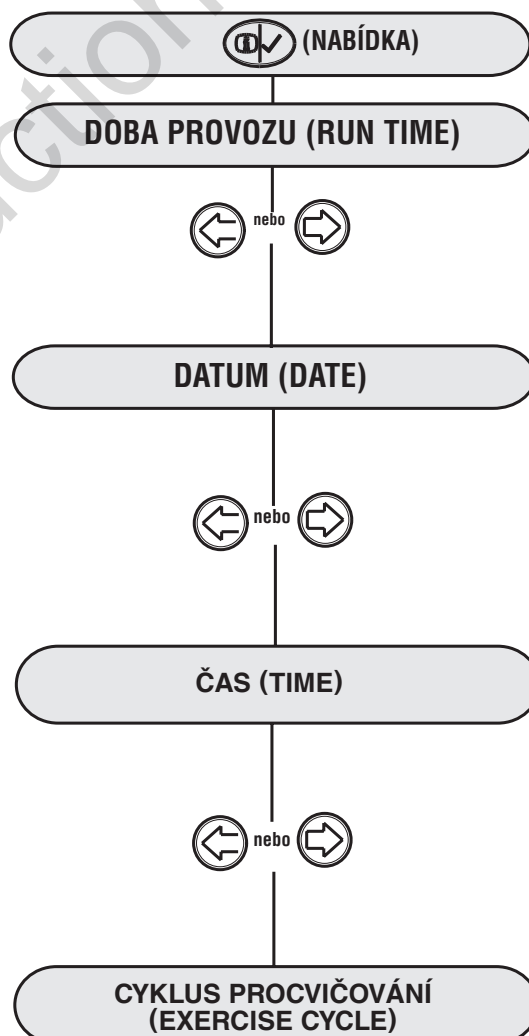 (NABÍDKA)
DOBA PROVOZU (RUN TIME)
nebo
DATUM (DATE)
nebo
ČAS (TIME)
nebo
CYKLUS PROCVIČOVÁNÍ
(EXERCISE CYCLE)